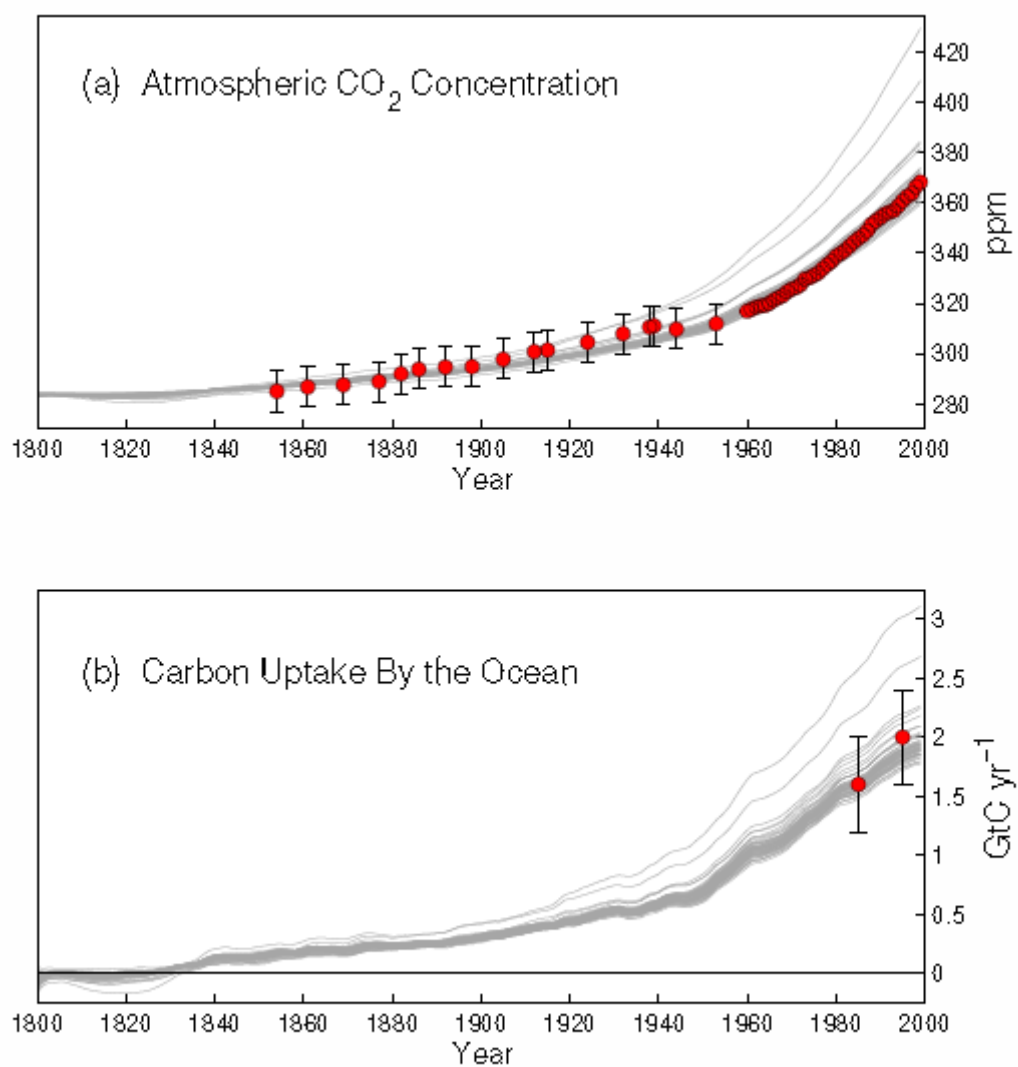 (a) Atmospheric CO₂ Concentration
420
400
380
360
340
320
300
280
ppm
1800 1820 1840 1860 1880 1900 1920 1940 1960 1980 2000
Year
(b) Carbon Uptake By the Ocean
3
2.5
2
1.5
1
0.5
0
GtC yr⁻¹
1800 1820 1840 1860 1880 1900 1920 1940 1960 1980 2000
Year